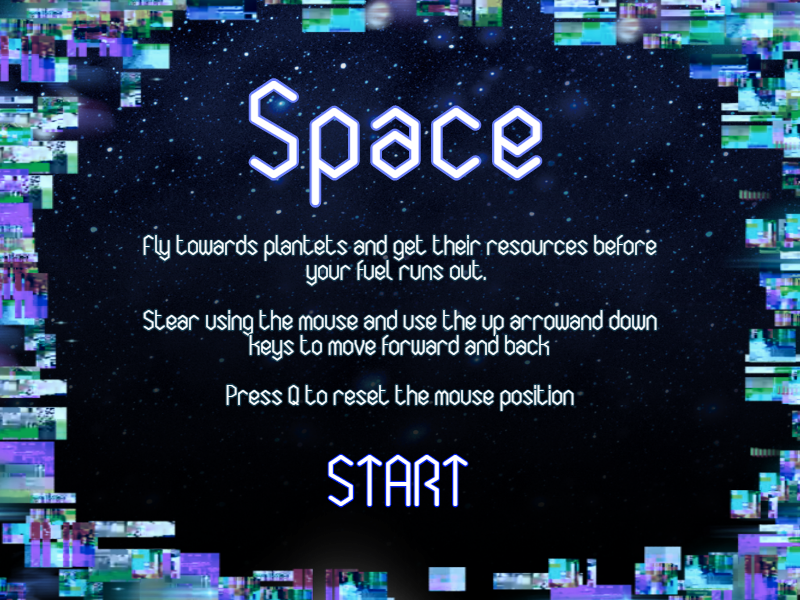 Space
Fly towards plantets and get their resources before
your fuel runs out.
Stear using the mouse and use the up arrowand down
keys to move forward and back
Press Q to reset the mouse position
START